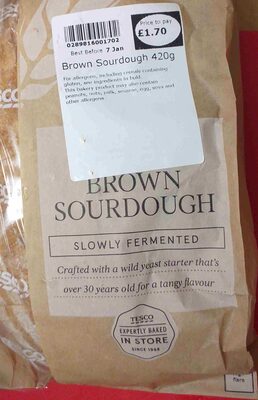 Price to pay
£1.70
0289816001702
Best Before 7 Jan
Brown Sourdough 420g
For allergens, including cereals containing
gluten, see ingredients in bold.
This bakery product may also contain
peanuts, nuts, milk, sesame, egg, soya and
other allergens.
BROWN
SOURDOUGH
SLOWLY FERMENTED
Crafted with a wild yeast starter that's
over 30 years old for a tangy flavour
TESCO
EXPERTLY BAKED
IN STORE
SINCE 1968